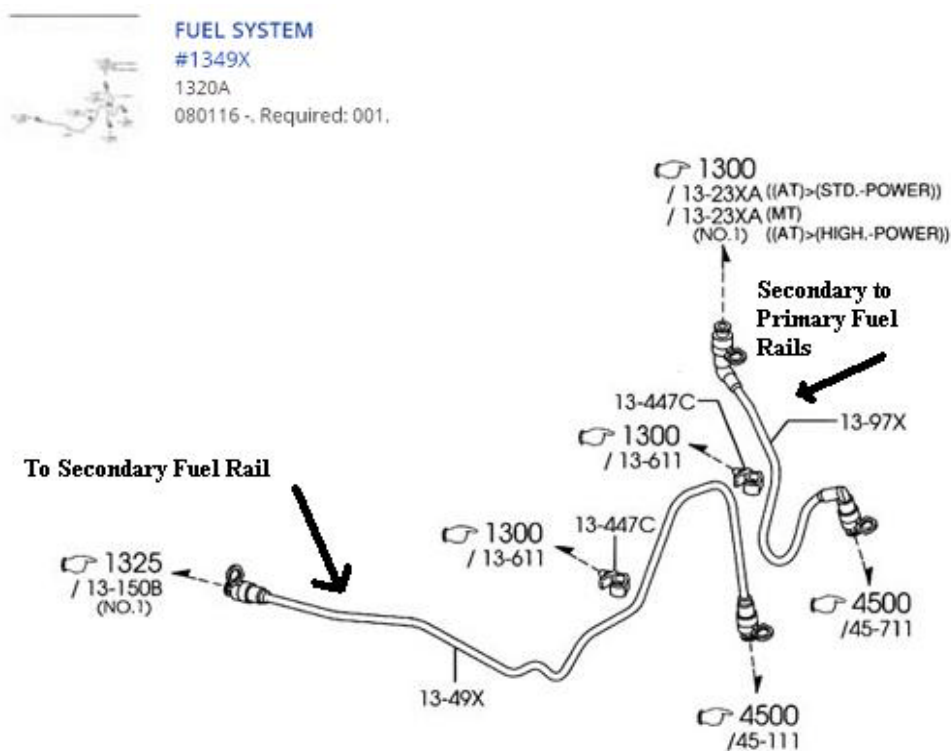 FUEL SYSTEM
#1349X
1320A
080116 -. Required: 001.
1300
/ 13-23XA ((AT)>(STD.-POWER))
/ 13-23XA (MT)
(NO.1) ((AT)>(HIGH.-POWER))
Secondary to
Primary Fuel
Rails
13-447C
13-97X
1300
/ 13-611
To Secondary Fuel Rail
1300
/ 13-611
13-447C
1325
/ 13-150B
(NO.1)
4500
/45-711
13-49X
4500
/45-111